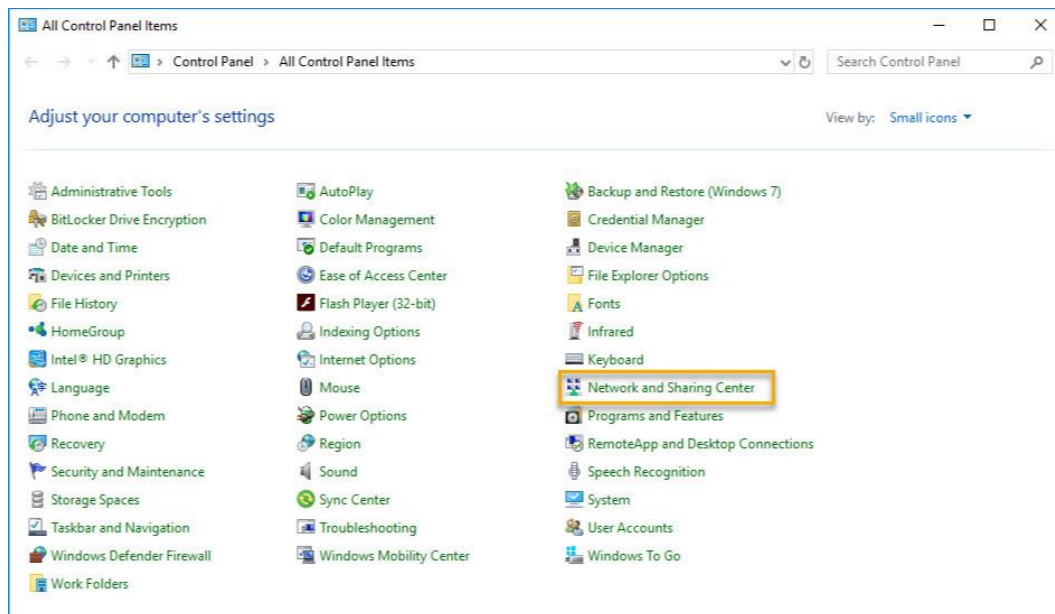 All Control Panel Items
Control Panel > All Control Panel Items
Search Control Panel
Adjust your computer's settings
View by: Small icons
Administrative Tools
AutoPlay
Backup and Restore (Windows 7)
BitLocker Drive Encryption
Color Management
Credential Manager
Date and Time
Default Programs
Device Manager
Devices and Printers
Ease of Access Center
File Explorer Options
File History
Flash Player (32-bit)
Fonts
HomeGroup
Indexing Options
Infrared
Intel® HD Graphics
Internet Options
Keyboard
Language
Mouse
Network and Sharing Center
Phone and Modem
Power Options
Programs and Features
Recovery
Region
RemoteApp and Desktop Connections
Security and Maintenance
Sound
Speech Recognition
Storage Spaces
Sync Center
System
Taskbar and Navigation
Troubleshooting
User Accounts
Windows Defender Firewall
Windows Mobility Center
Windows To Go
Work Folders